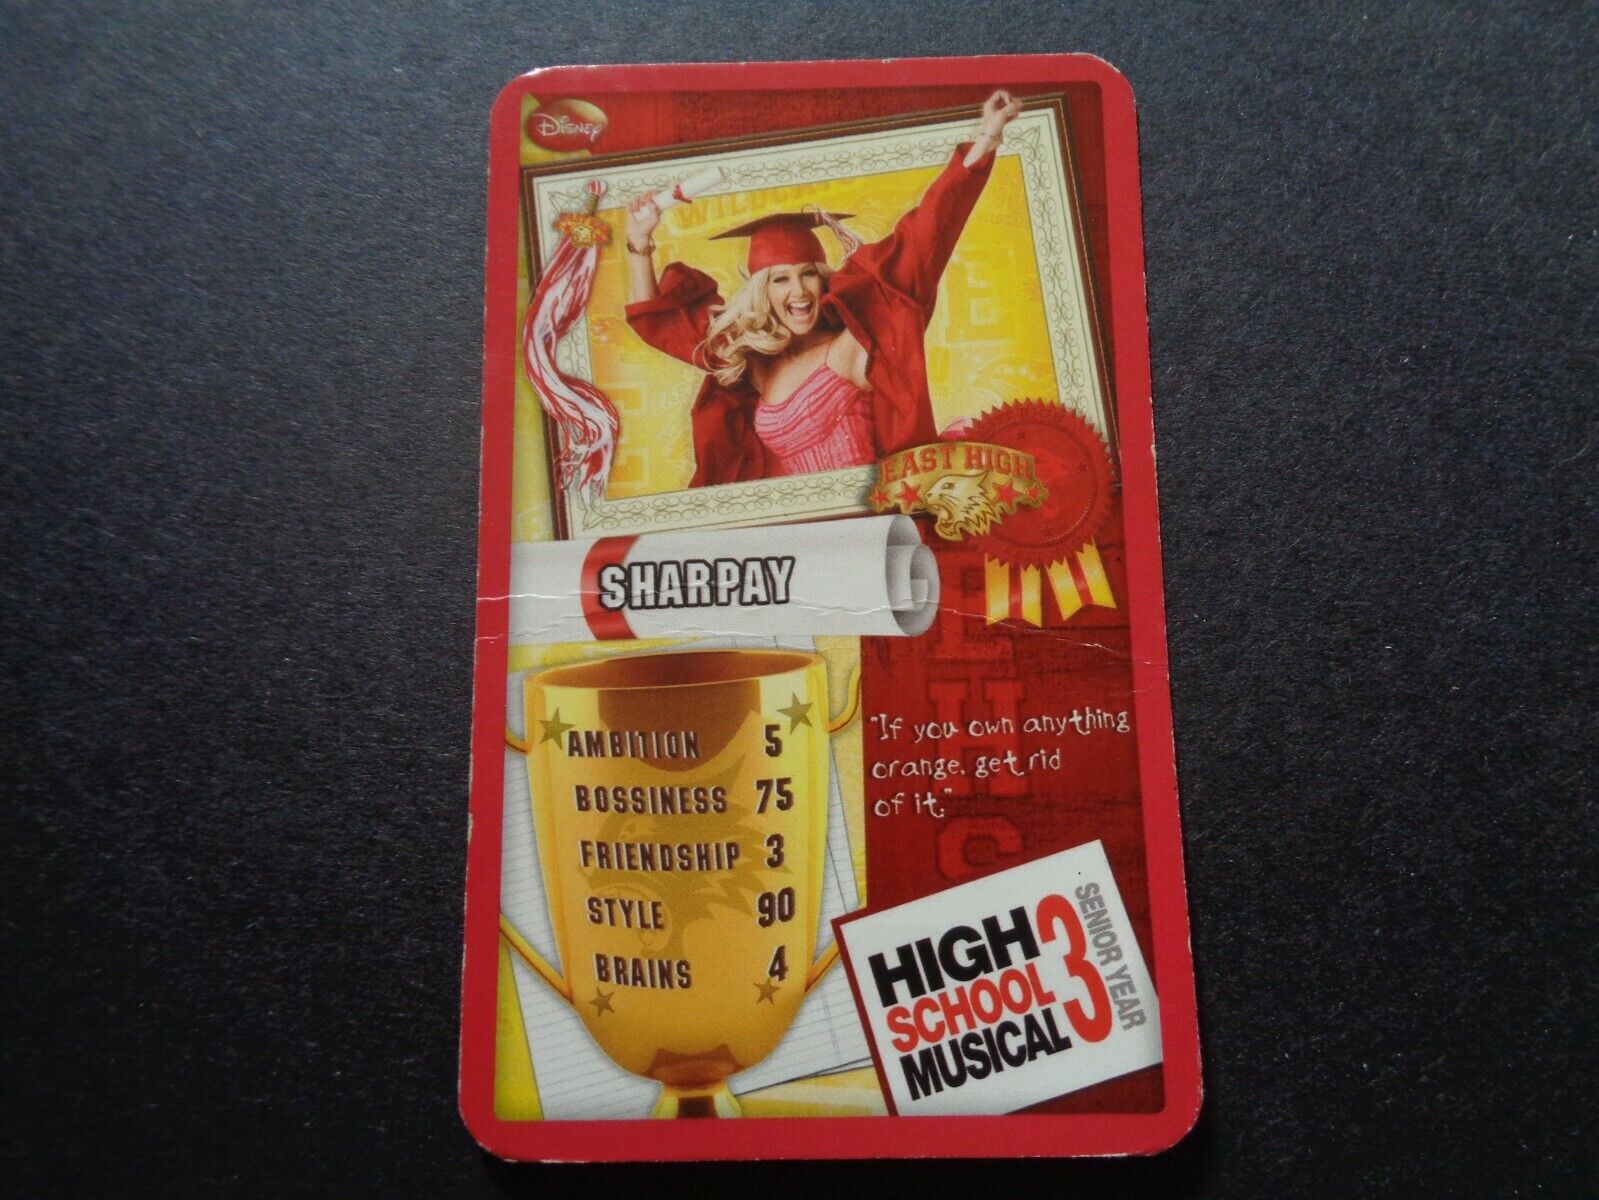 Disney
WILDCATS
EAST HIGH
SHARPAY
AMBITION 5
BOSSINESS 75
FRIENDSHIP 3
STYLE 90
BRAINS 4
"If you own anything
orange, get rid
of it."
EHS
HIGH
SCHOOL
MUSICAL
3
SENIOR YEAR